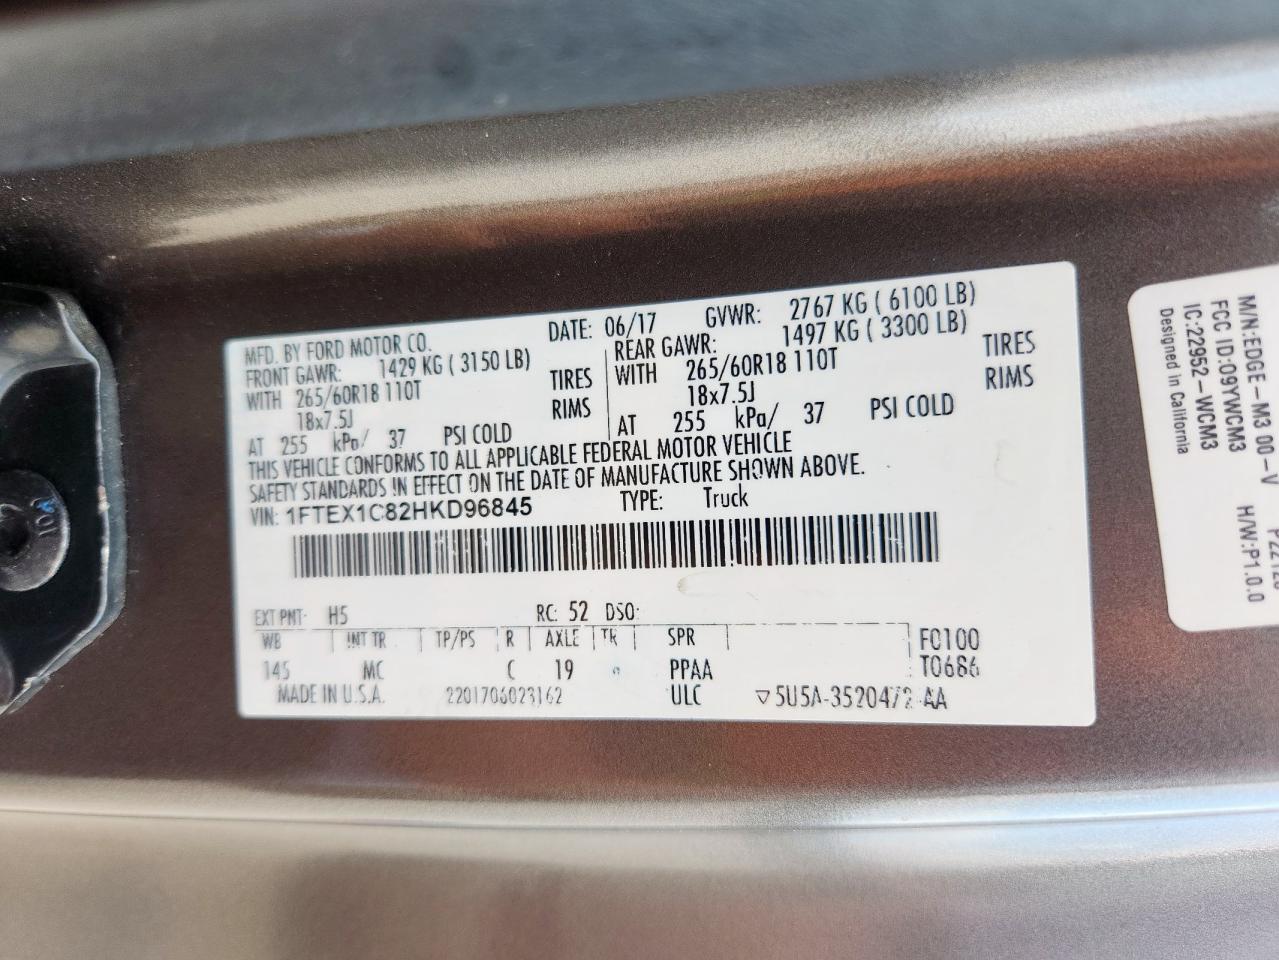 MFD. BY FORD MOTOR CO.
DATE: 06/17 GVWR: 2767 KG ( 6100 LB)
FRONT GAWR: 1429 KG ( 3150 LB)
WITH 265/60R18 110T TIRES
18x7.5J RIMS
AT 255 kPa/ 37 PSI COLD
REAR GAWR: 1497 KG ( 3300 LB)
WITH 265/60R18 110T TIRES
18x7.5J RIMS
AT 255 kPa/ 37 PSI COLD
THIS VEHICLE CONFORMS TO ALL APPLICABLE FEDERAL MOTOR VEHICLE
SAFETY STANDARDS IN EFFECT ON THE DATE OF MANUFACTURE SHOWN ABOVE.
VIN: 1FTEX1C82HKD96845 TYPE: Truck
EXT PNT: H5 RC: 52 DSO:
WB INT TR TP/PS R AXLE TR SPR F0100
145 MC C 19 PPAA T0686
MADE IN U.S.A. 2201706023162 ULC ▽5U5A-3520472-AA
M/N:EDGE-M3 00-V
FCC ID:O9YWCM3 H/W:P1.0.0
IC:22952-WCM3
Designed in California